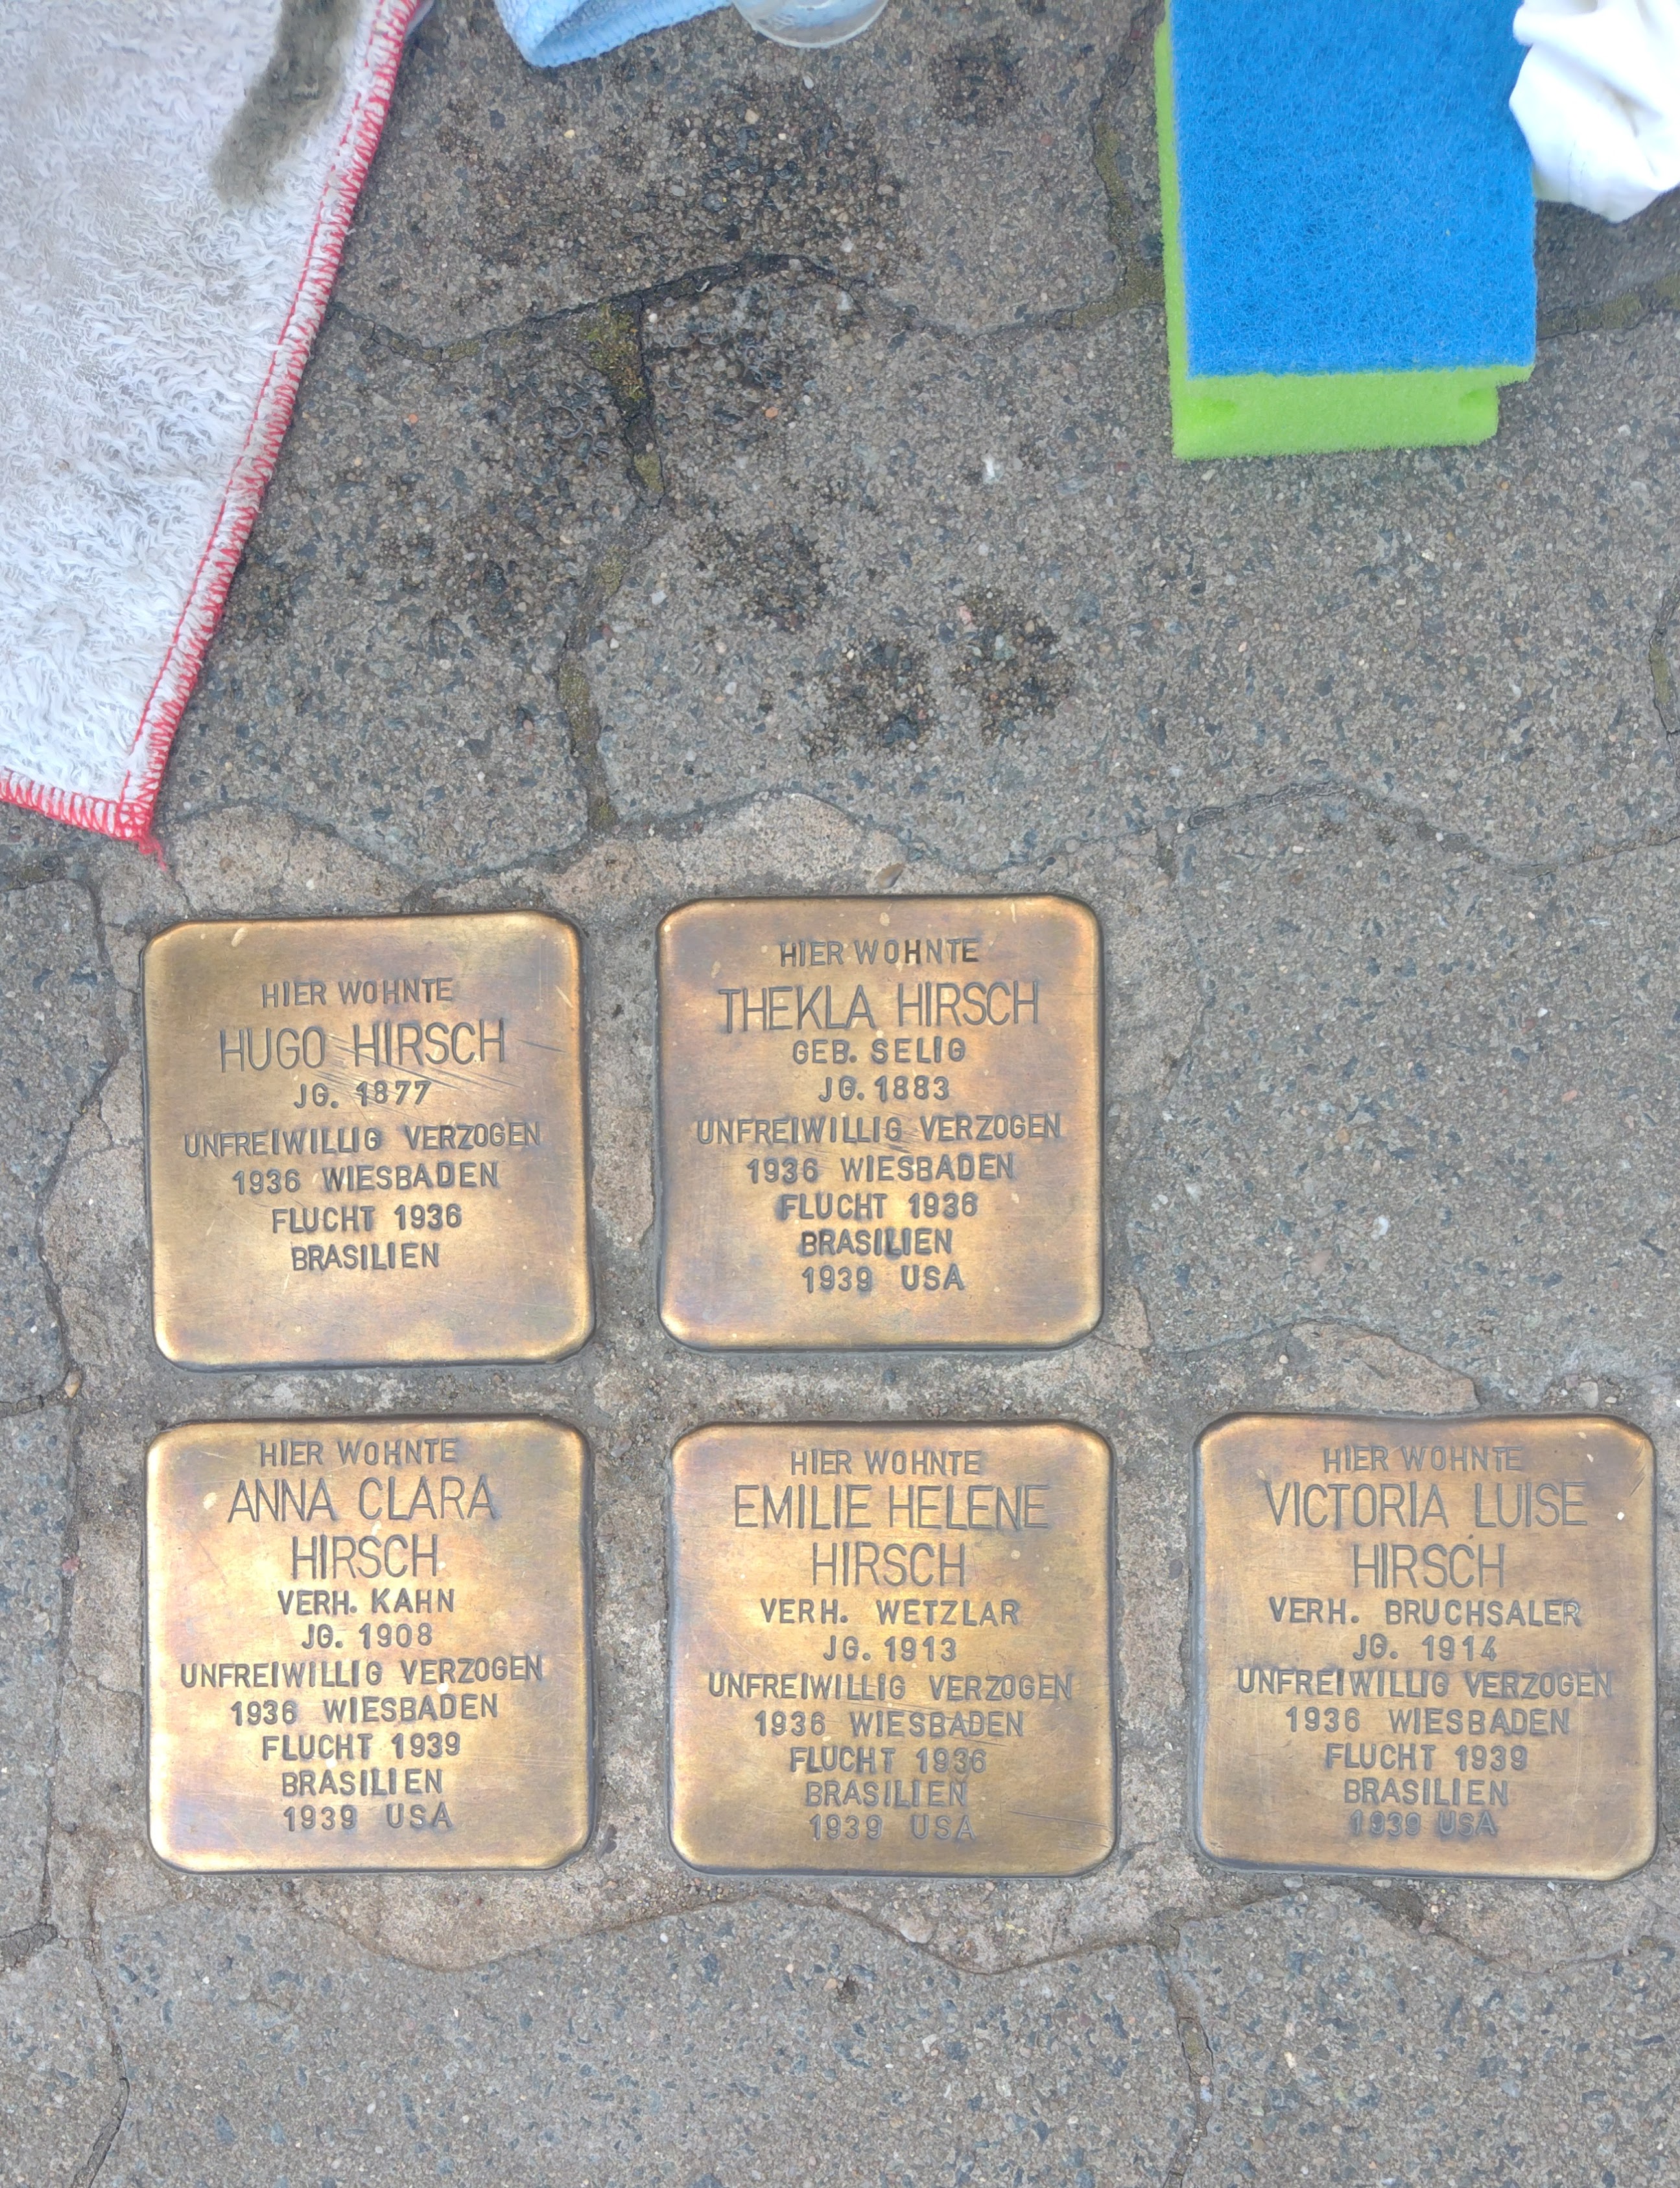 HIER WOHNTE
HUGO HIRSCH
JG. 1877
UNFREIWILLIG VERZOGEN
1936 WIESBADEN
FLUCHT 1936
BRASILIEN
HIER WOHNTE
THEKLA HIRSCH
GEB. SELIG
JG. 1883
UNFREIWILLIG VERZOGEN
1936 WIESBADEN
FLUCHT 1936
BRASILIEN
1939 USA
HIER WOHNTE
ANNA CLARA
HIRSCH
VERH. KAHN
JG. 1908
UNFREIWILLIG VERZOGEN
1936 WIESBADEN
FLUCHT 1939
BRASILIEN
1939 USA
HIER WOHNTE
EMILIE HELENE
HIRSCH
VERH. WETZLAR
JG. 1913
UNFREIWILLIG VERZOGEN
1936 WIESBADEN
FLUCHT 1936
BRASILIEN
1939 USA
HIER WOHNTE
VICTORIA LUISE
HIRSCH
VERH. BRUCHSALER
JG. 1914
UNFREIWILLIG VERZOGEN
1936 WIESBADEN
FLUCHT 1939
BRASILIEN
1939 USA